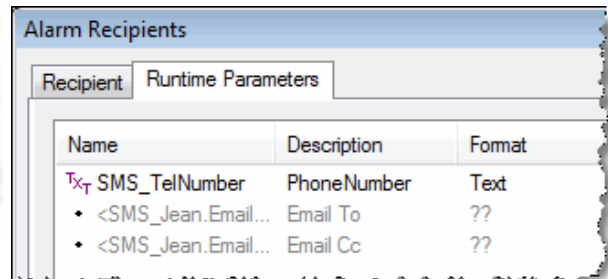 Alarm Recipients
Recipient Runtime Parameters
Name Description Format
TXT SMS_TelNumber PhoneNumber Text
• <SMS_Jean.Email... Email To ??
• <SMS_Jean.Email... Email Cc ??